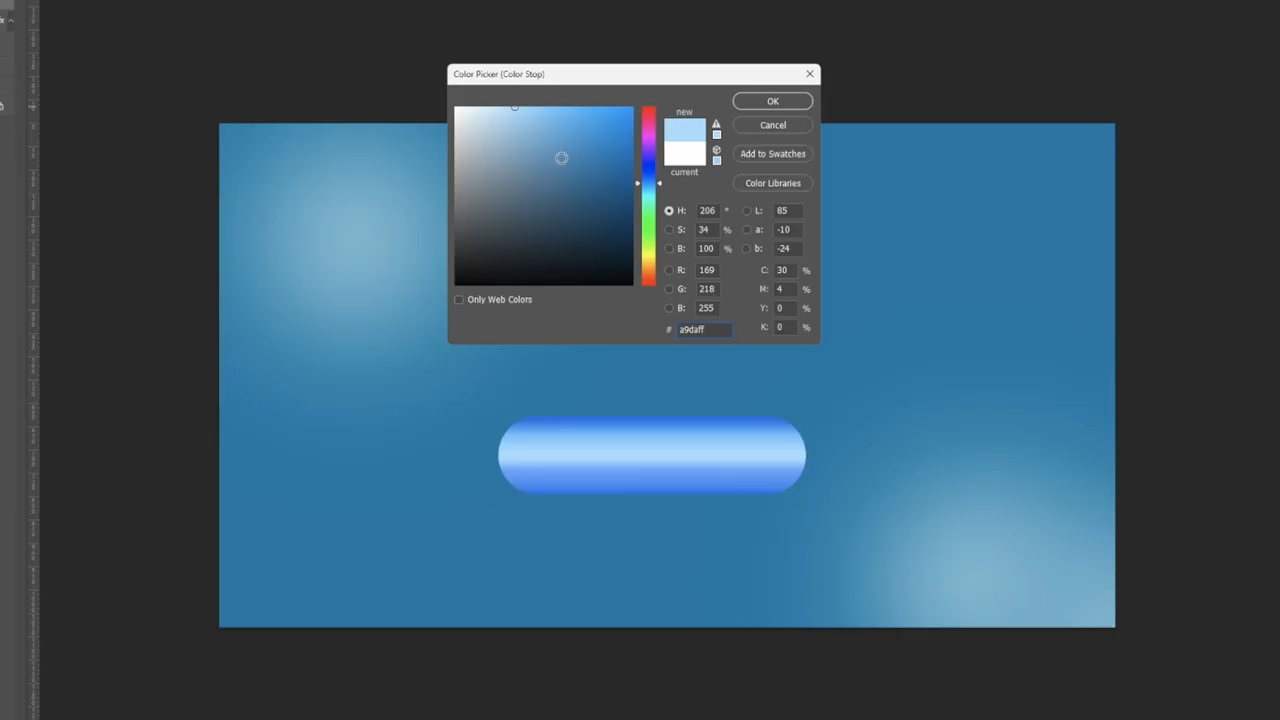 Color Picker (Color Stop)
new
current
OK
Cancel
Add to Swatches
Color Libraries
H: 206 °
S: 34 %
B: 100 %
R: 169
G: 218
B: 255
# a9daff
L: 85
a: -10
b: -24
C: 30 %
M: 4 %
Y: 0 %
K: 0 %
Only Web Colors